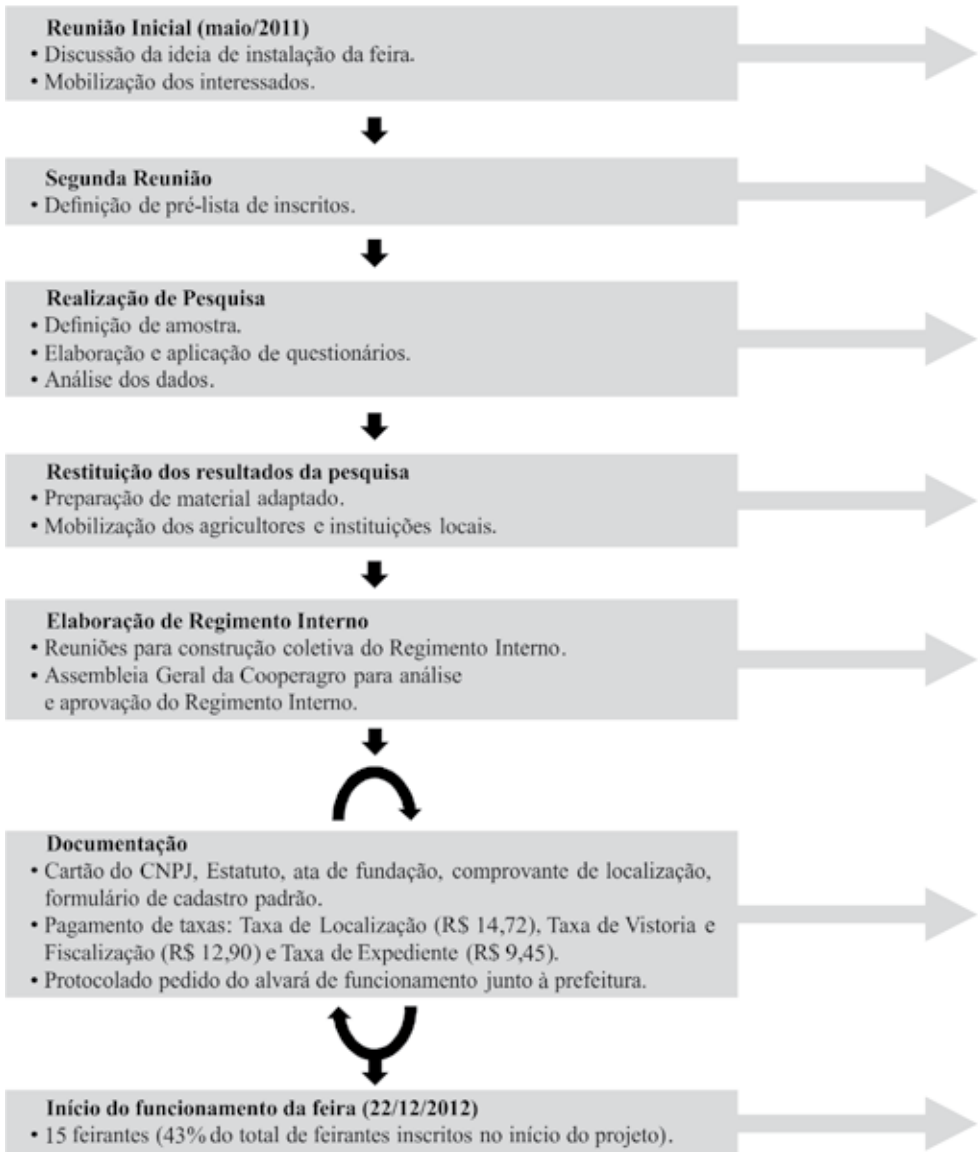 Reunião Inicial (maio/2011)
• Discussão da ideia de instalação da feira.
• Mobilização dos interessados.
Segunda Reunião
• Definição de pré-lista de inscritos.
Realização de Pesquisa
• Definição de amostra.
• Elaboração e aplicação de questionários.
• Análise dos dados.
Restituição dos resultados da pesquisa
• Preparação de material adaptado.
• Mobilização dos agricultores e instituições locais.
Elaboração de Regimento Interno
• Reuniões para construção coletiva do Regimento Interno.
• Assembleia Geral da Cooperagro para análise
e aprovação do Regimento Interno.
Documentação
• Cartão do CNPJ, Estatuto, ata de fundação, comprovante de localização,
formulário de cadastro padrão.
• Pagamento de taxas: Taxa de Localização (R$ 14,72), Taxa de Vistoria e
Fiscalização (R$ 12,90) e Taxa de Expediente (R$ 9,45).
• Protocolado pedido do alvará de funcionamento junto à prefeitura.
Início do funcionamento da feira (22/12/2012)
• 15 feirantes (43% do total de feirantes inscritos no início do projeto).